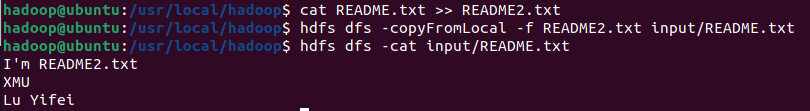 hadoop@ubuntu:/usr/local/hadoop$ cat README.txt >> README2.txt
hadoop@ubuntu:/usr/local/hadoop$ hdfs dfs -copyFromLocal -f README2.txt input/README.txt
hadoop@ubuntu:/usr/local/hadoop$ hdfs dfs -cat input/README.txt
I'm README2.txt
XMU
Lu Yifei